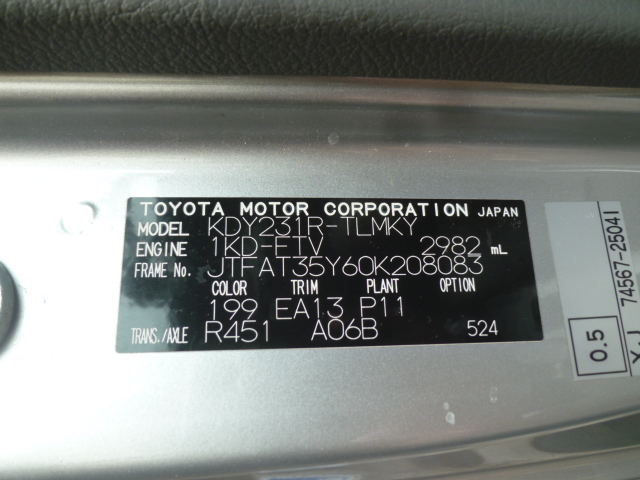 TOYOTA MOTOR CORPORATION JAPAN
MODEL KDY231R-TLMKY
ENGINE 1KD-FTV 2982 mL
FRAME No. JTFAT35Y60K208083
COLOR TRIM PLANT OPTION
199 EA13 P11
TRANS./AXLE R451 A06B 524
74567-25041
0.5